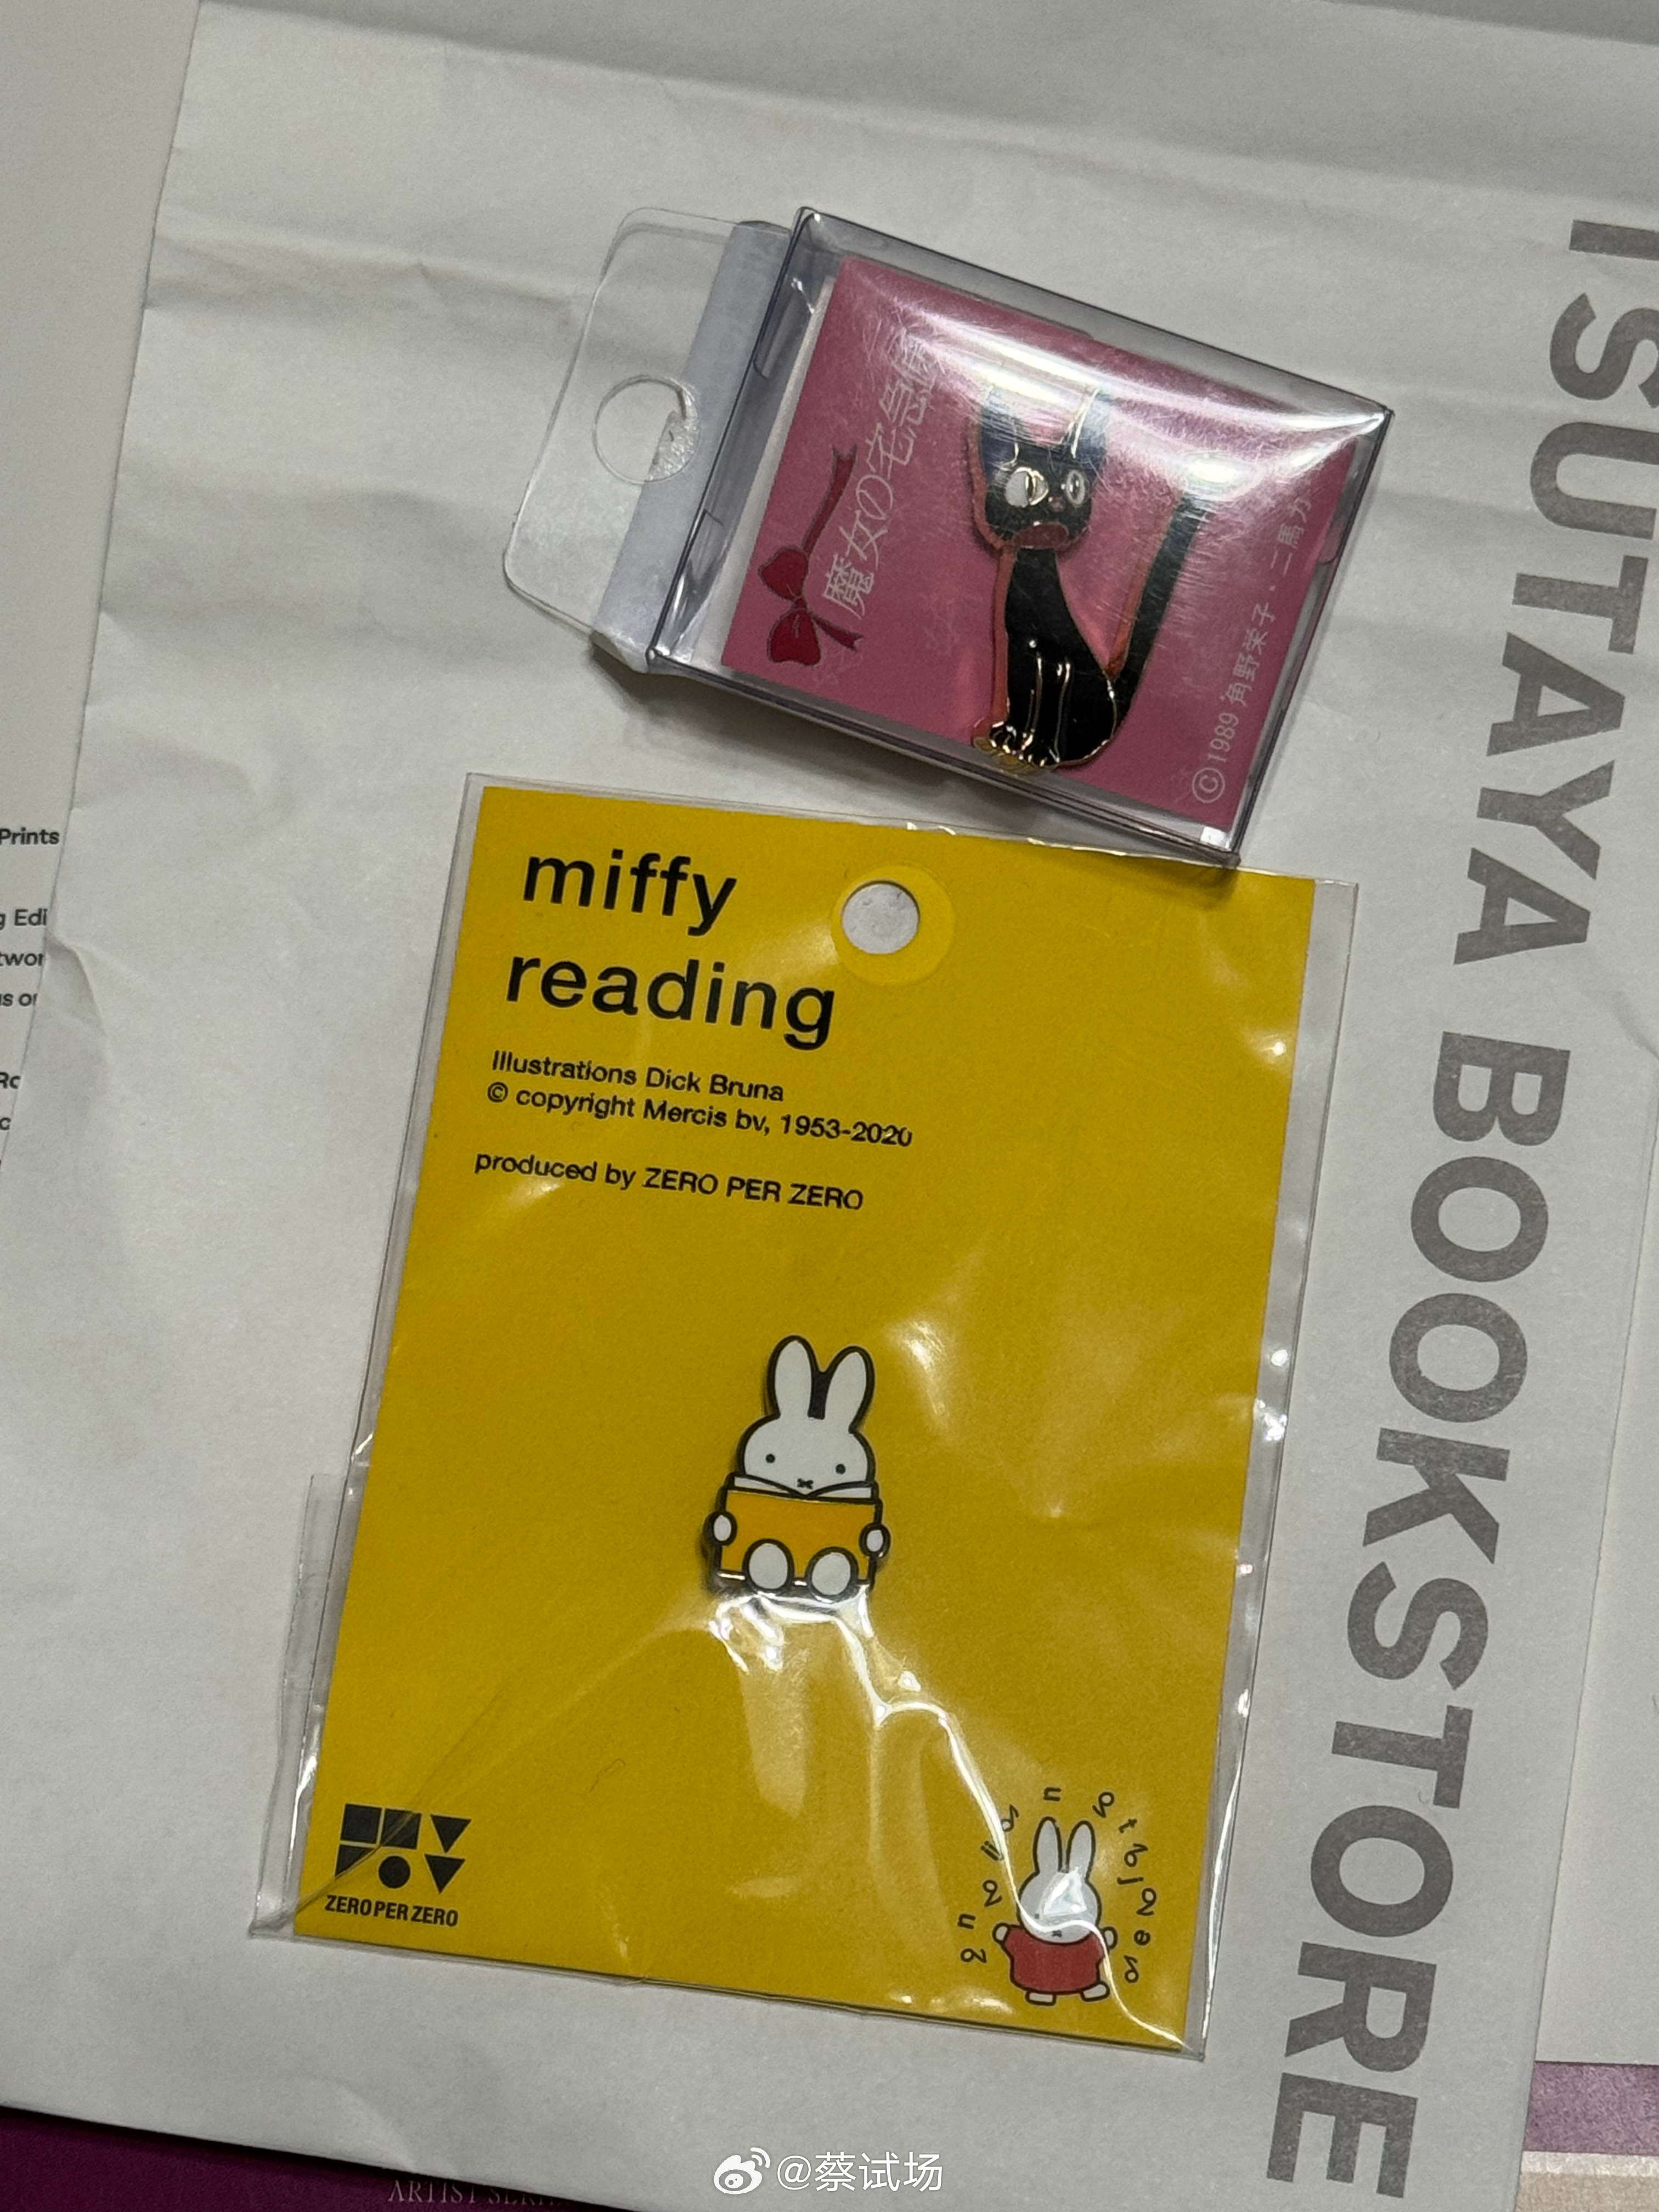 魔女の宅急便
©1989 角野栄子・二馬力
miffy
reading
Illustrations Dick Bruna
© copyright Mercis bv, 1953-2020
produced by ZERO PER ZERO
ZERO PER ZERO
TSUTAYA BOOKSTORE
Prints
ARTIST SERI
@蔡试场